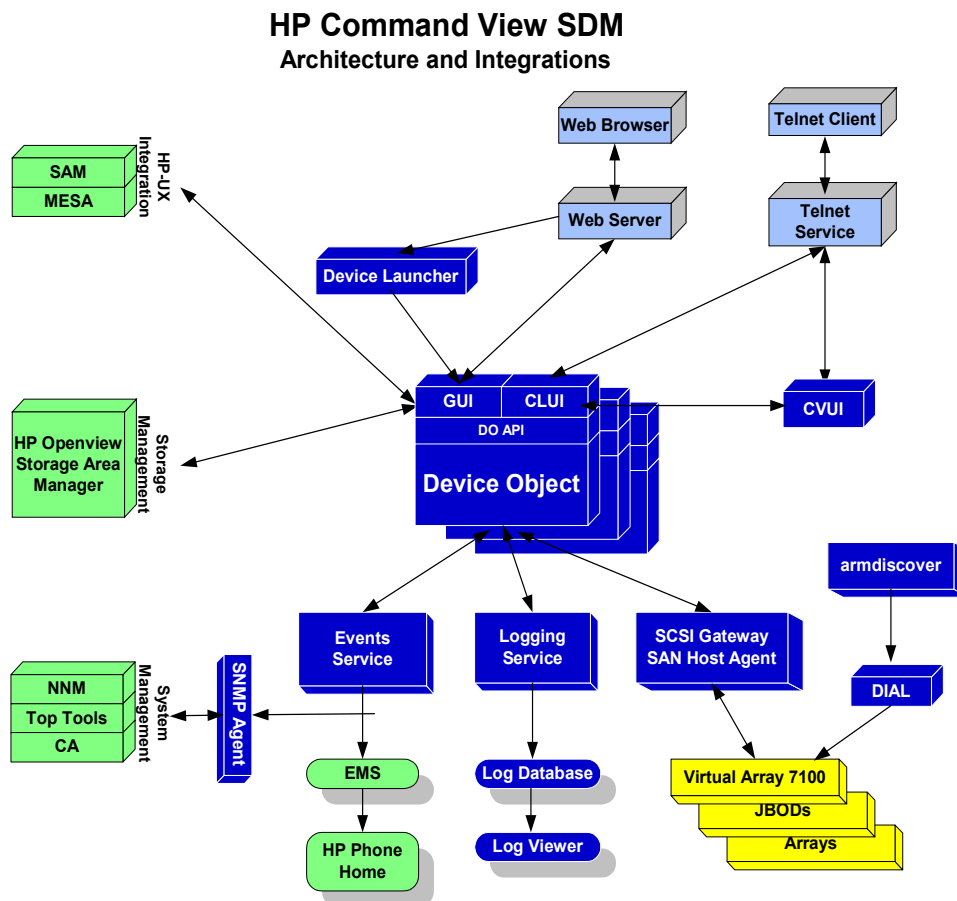 HP Command View SDM
Architecture and Integrations
Web Browser
Telnet Client
SAM
MESA
HP-UX
Integration
Web Server
Telnet
Service
Device Launcher
GUI
CLUI
CVUI
DO API
Device Object
HP Openview
Storage Area
Manager
Storage
Management
armdiscover
Events
Service
Logging
Service
SCSI Gateway
SAN Host Agent
DIAL
NNM
Top Tools
CA
System
Management
SNMP Agent
EMS
Log Database
Virtual Array 7100
JBODs
Arrays
HP Phone
Home
Log Viewer